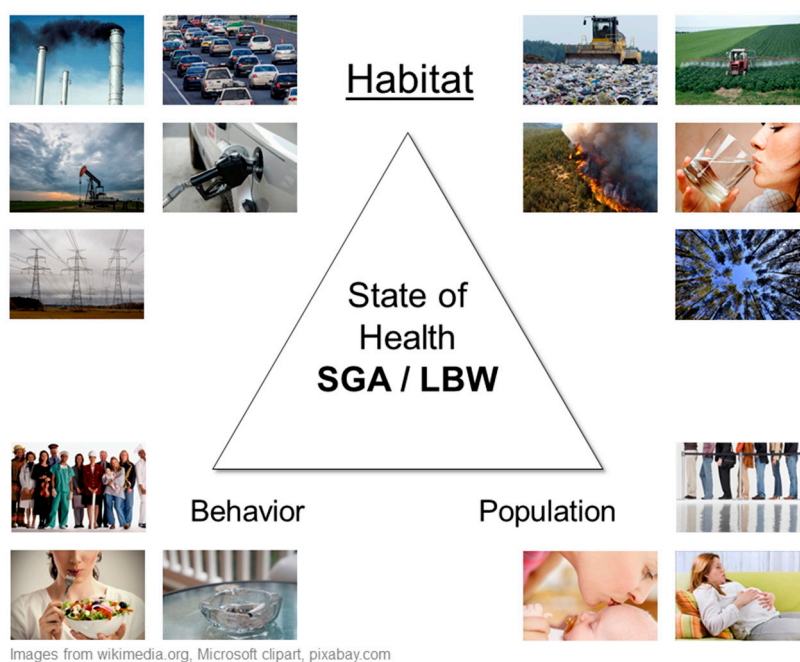 Habitat
State of
Health
SGA / LBW
Behavior
Population
Images from wikimedia.org, Microsoft clipart, pixabay.com